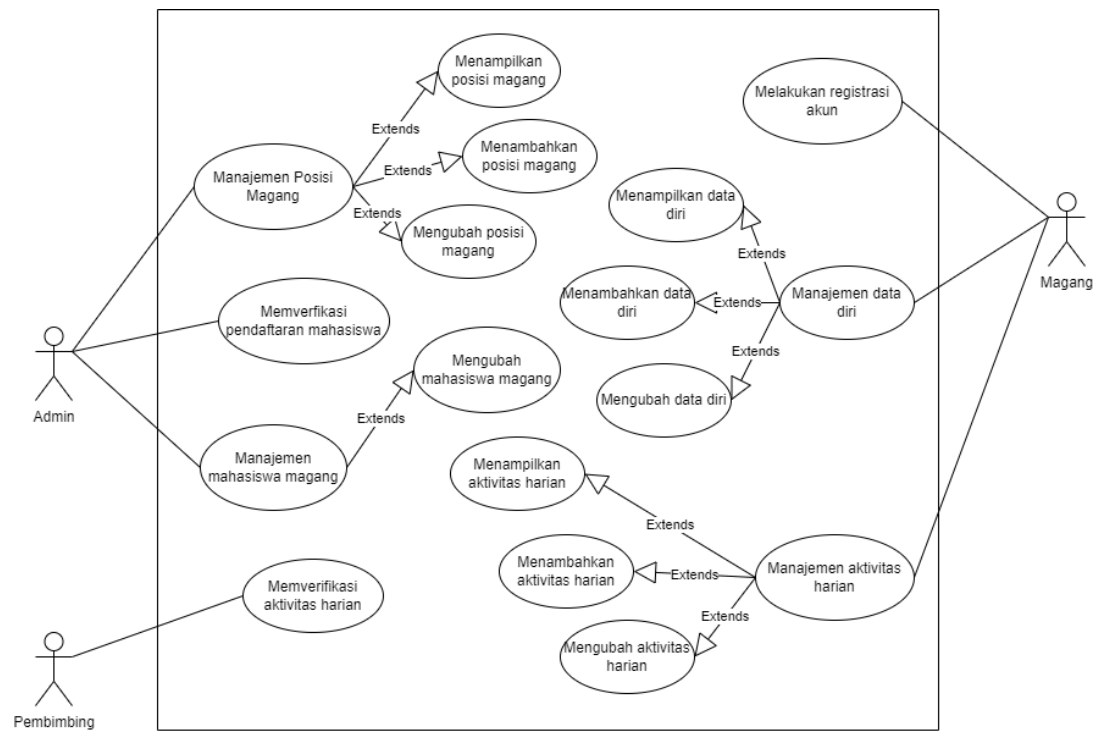 Menampilkan
posisi magang
Melakukan registrasi
akun
Extends
Menambahkan
posisi magang
Extends
Manajemen Posisi
Magang
Extends
Mengubah posisi
magang
Menampilkan data
diri
Extends
Magang
Menambahkan data
diri
Extends
Manajemen data
diri
Memverfikasi
pendaftaran mahasiswa
Extends
Mengubah
mahasiswa magang
Mengubah data diri
Admin
Extends
Manajemen
mahasiswa magang
Menampilkan
aktivitas harian
Extends
Menambahkan
aktivitas harian
Extends
Manajemen aktivitas
harian
Memverifikasi
aktivitas harian
Extends
Mengubah aktivitas
harian
Pembimbing